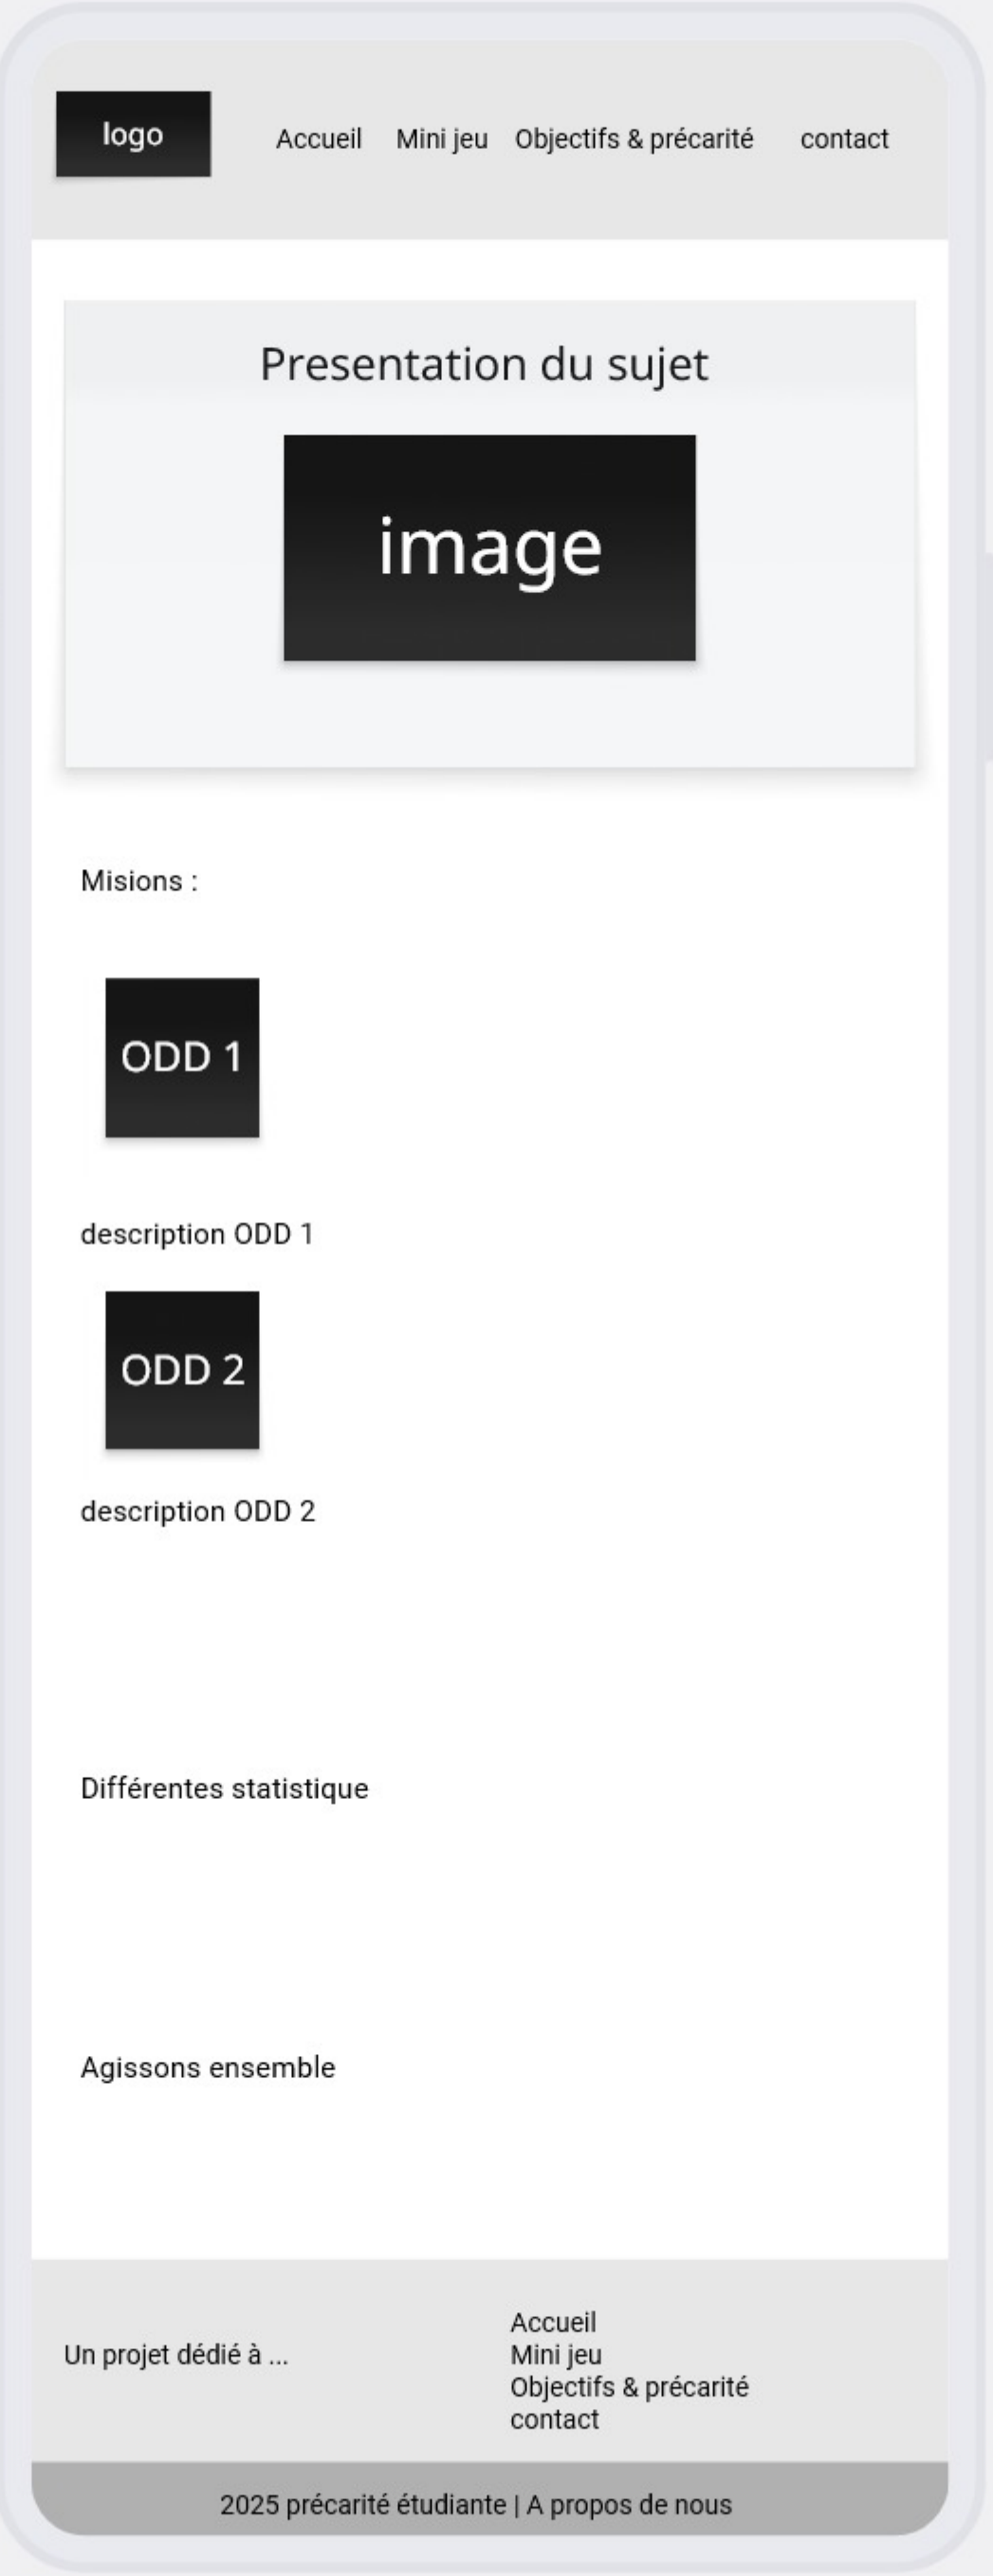 logo
Accueil Mini jeu Objectifs & précarité contact
Presentation du sujet
image
Misions :
ODD 1
description ODD 1
ODD 2
description ODD 2
Différentes statistique
Agissons ensemble
Un projet dédié à ...
Accueil
Mini jeu
Objectifs & précarité
contact
2025 précarité étudiante | A propos de nous